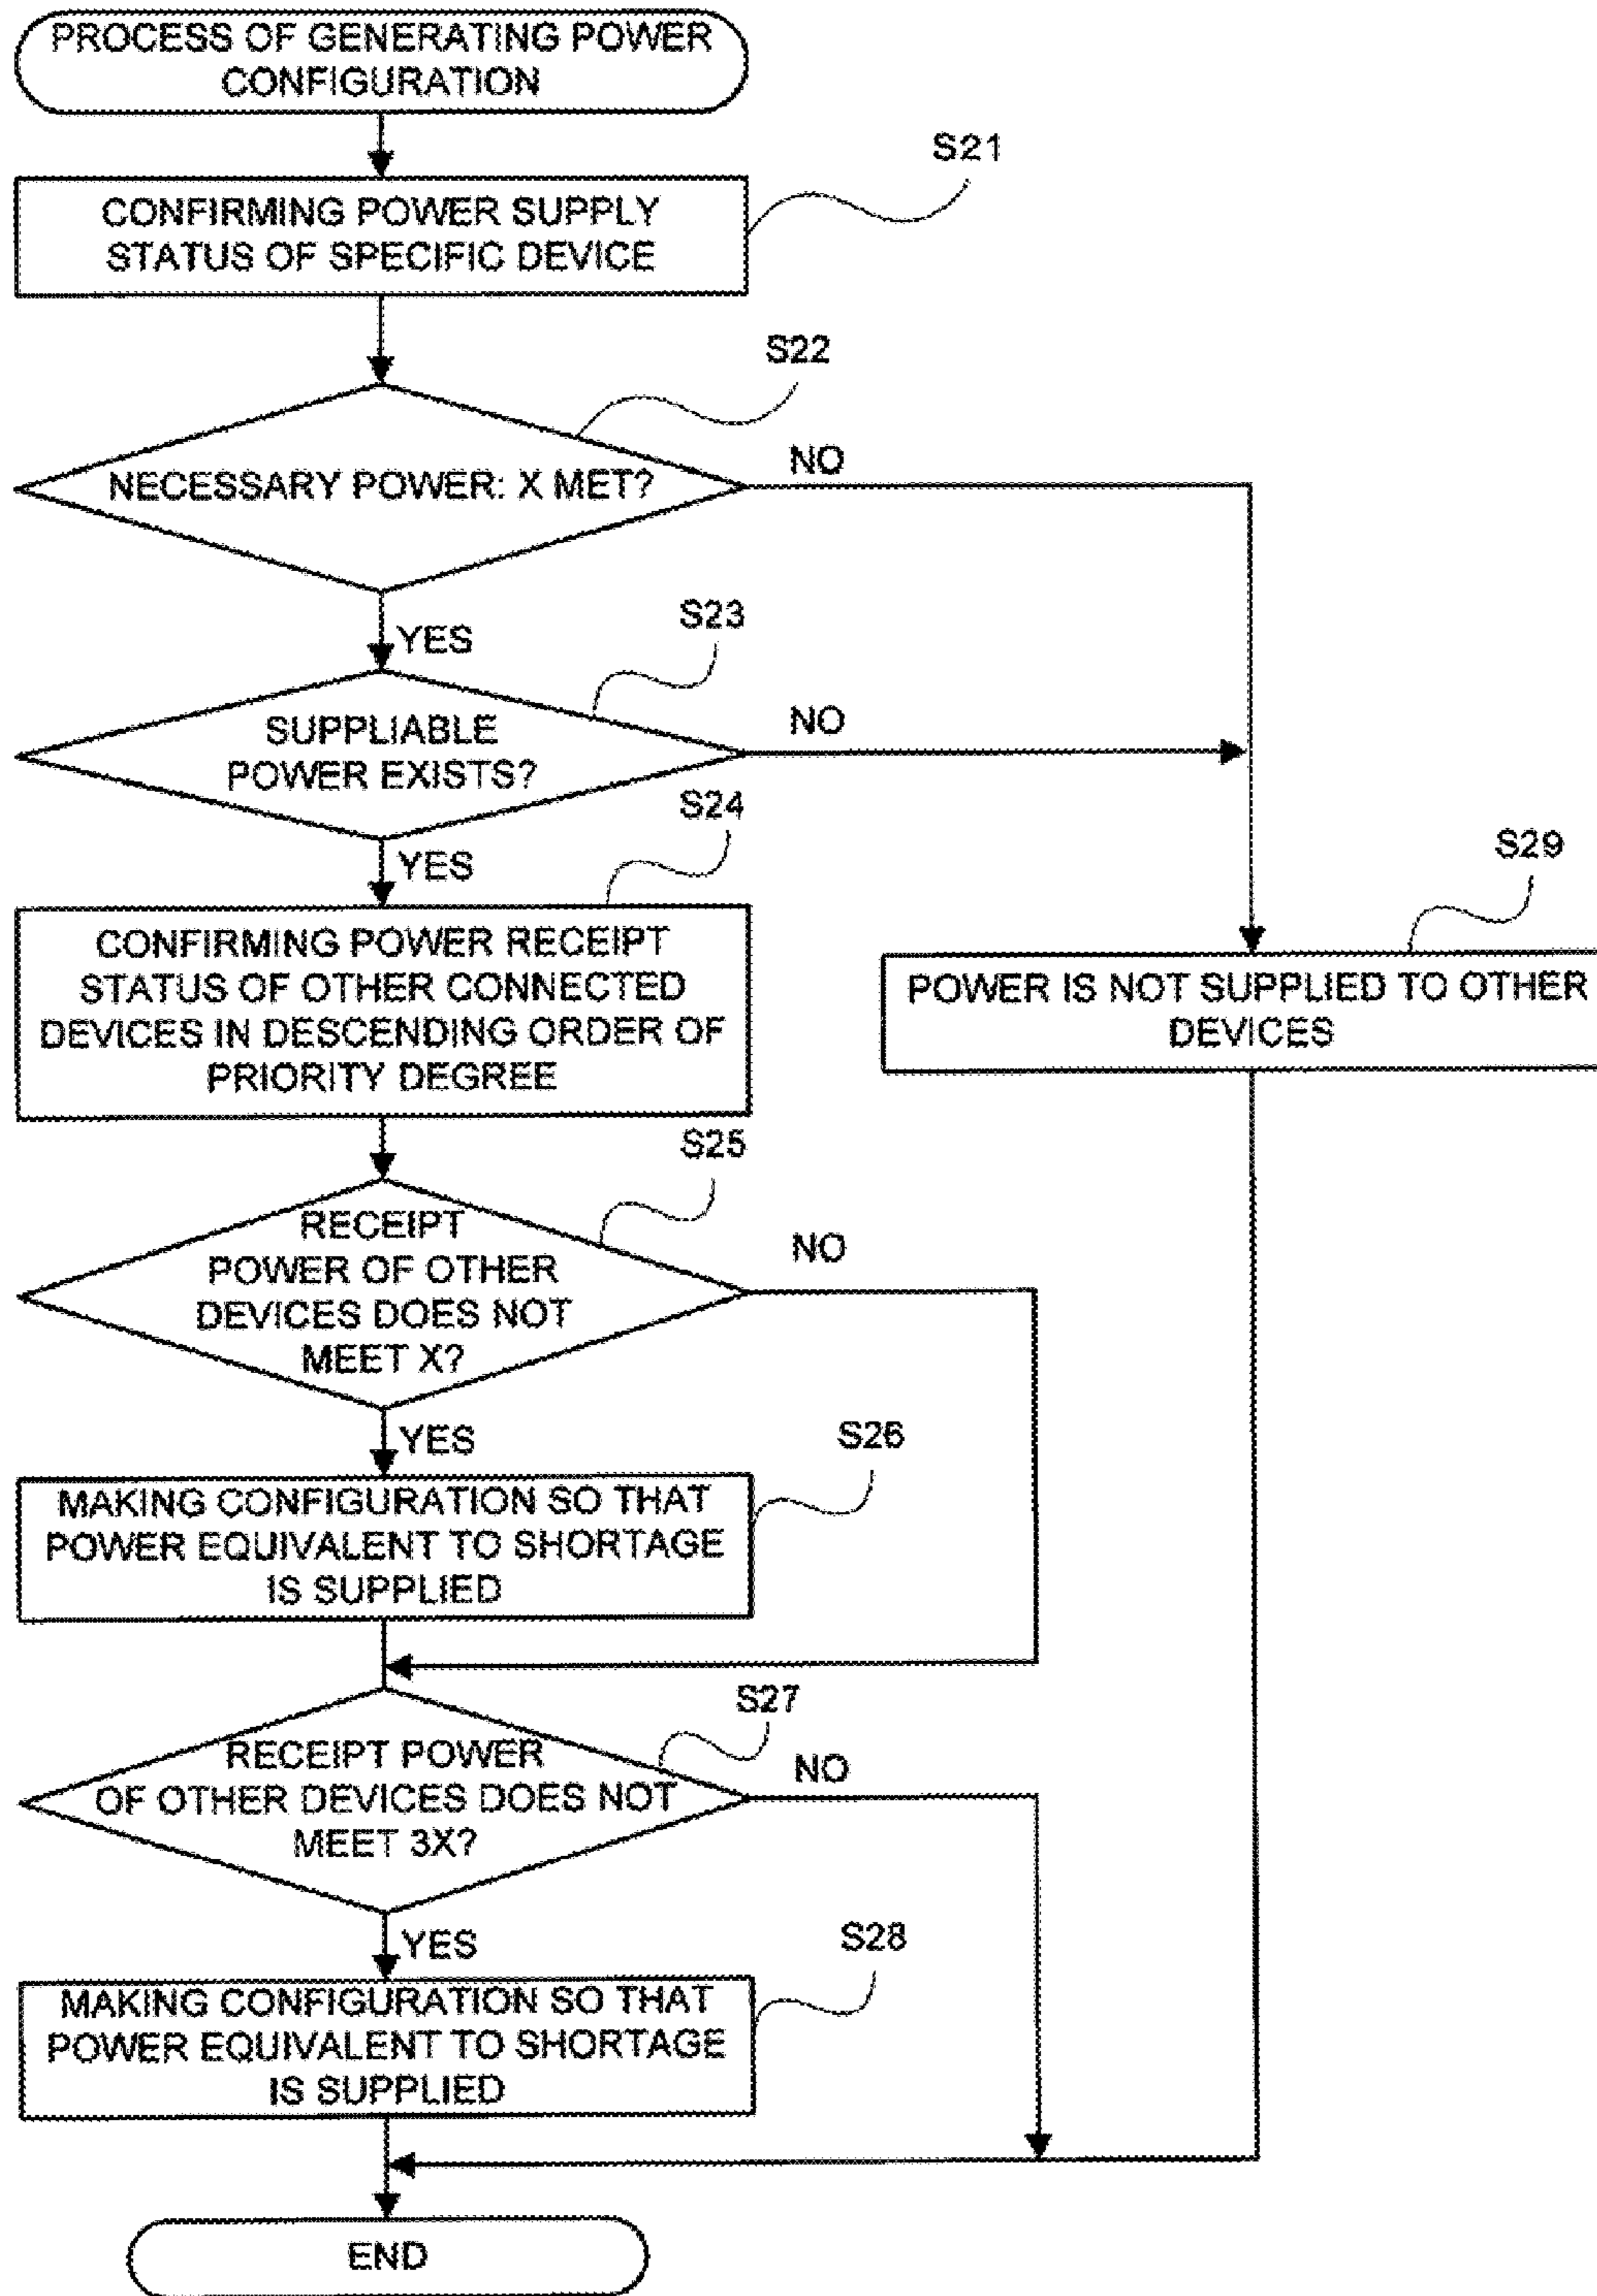 PROCESS OF GENERATING POWER
CONFIGURATION
S21
CONFIRMING POWER SUPPLY
STATUS OF SPECIFIC DEVICE
S22
NECESSARY POWER: X MET?
NO
YES
S23
SUPPLIABLE
POWER EXISTS?
NO
YES
S24
CONFIRMING POWER RECEIPT
STATUS OF OTHER CONNECTED
DEVICES IN DESCENDING ORDER OF
PRIORITY DEGREE
S29
POWER IS NOT SUPPLIED TO OTHER
DEVICES
S25
RECEIPT
POWER OF OTHER
DEVICES DOES NOT
MEET X?
NO
YES
S26
MAKING CONFIGURATION SO THAT
POWER EQUIVALENT TO SHORTAGE
IS SUPPLIED
S27
RECEIPT POWER
OF OTHER DEVICES DOES NOT
MEET 3X?
NO
YES
S28
MAKING CONFIGURATION SO THAT
POWER EQUIVALENT TO SHORTAGE
IS SUPPLIED
END